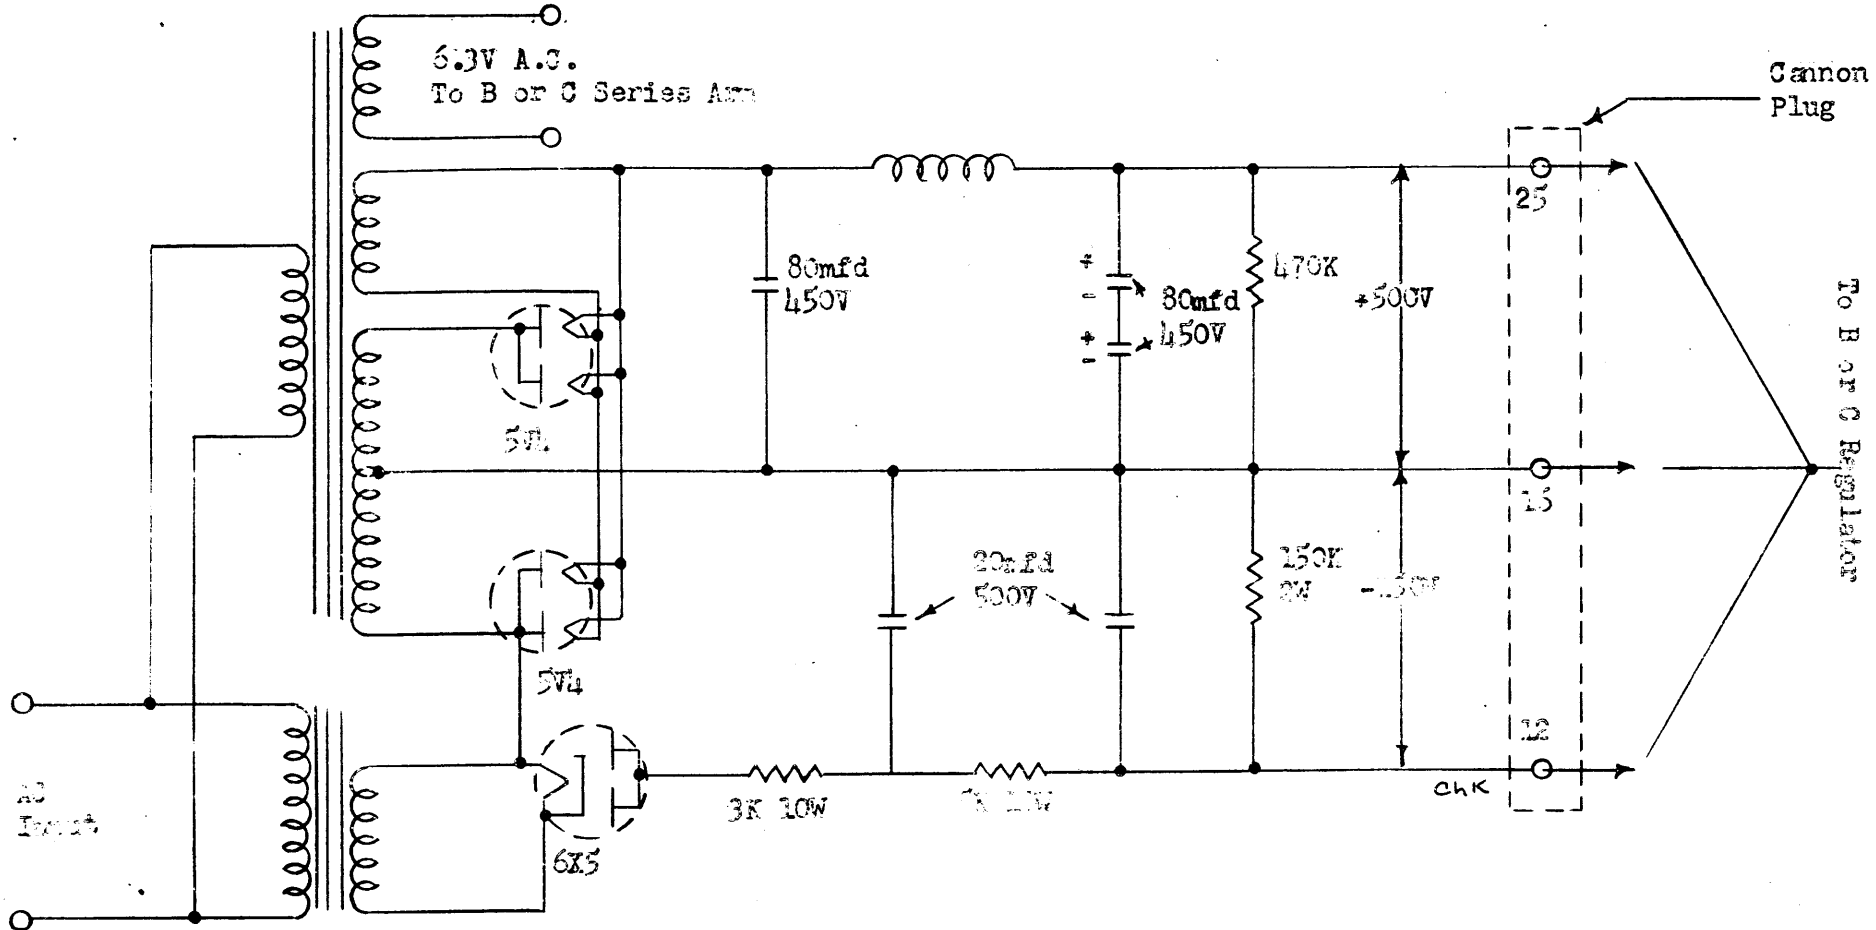 6.3V A.C.
To B or C Series Arm
Cannon
Plug
25
80mfd
450V
+
-
+
-
80mfd
450V
470K
+500V
To B or C Regulator
5V4
15
20mfd
500V
150K
2W
5V4
12
AC
Input
3K 10W
chK
6X5